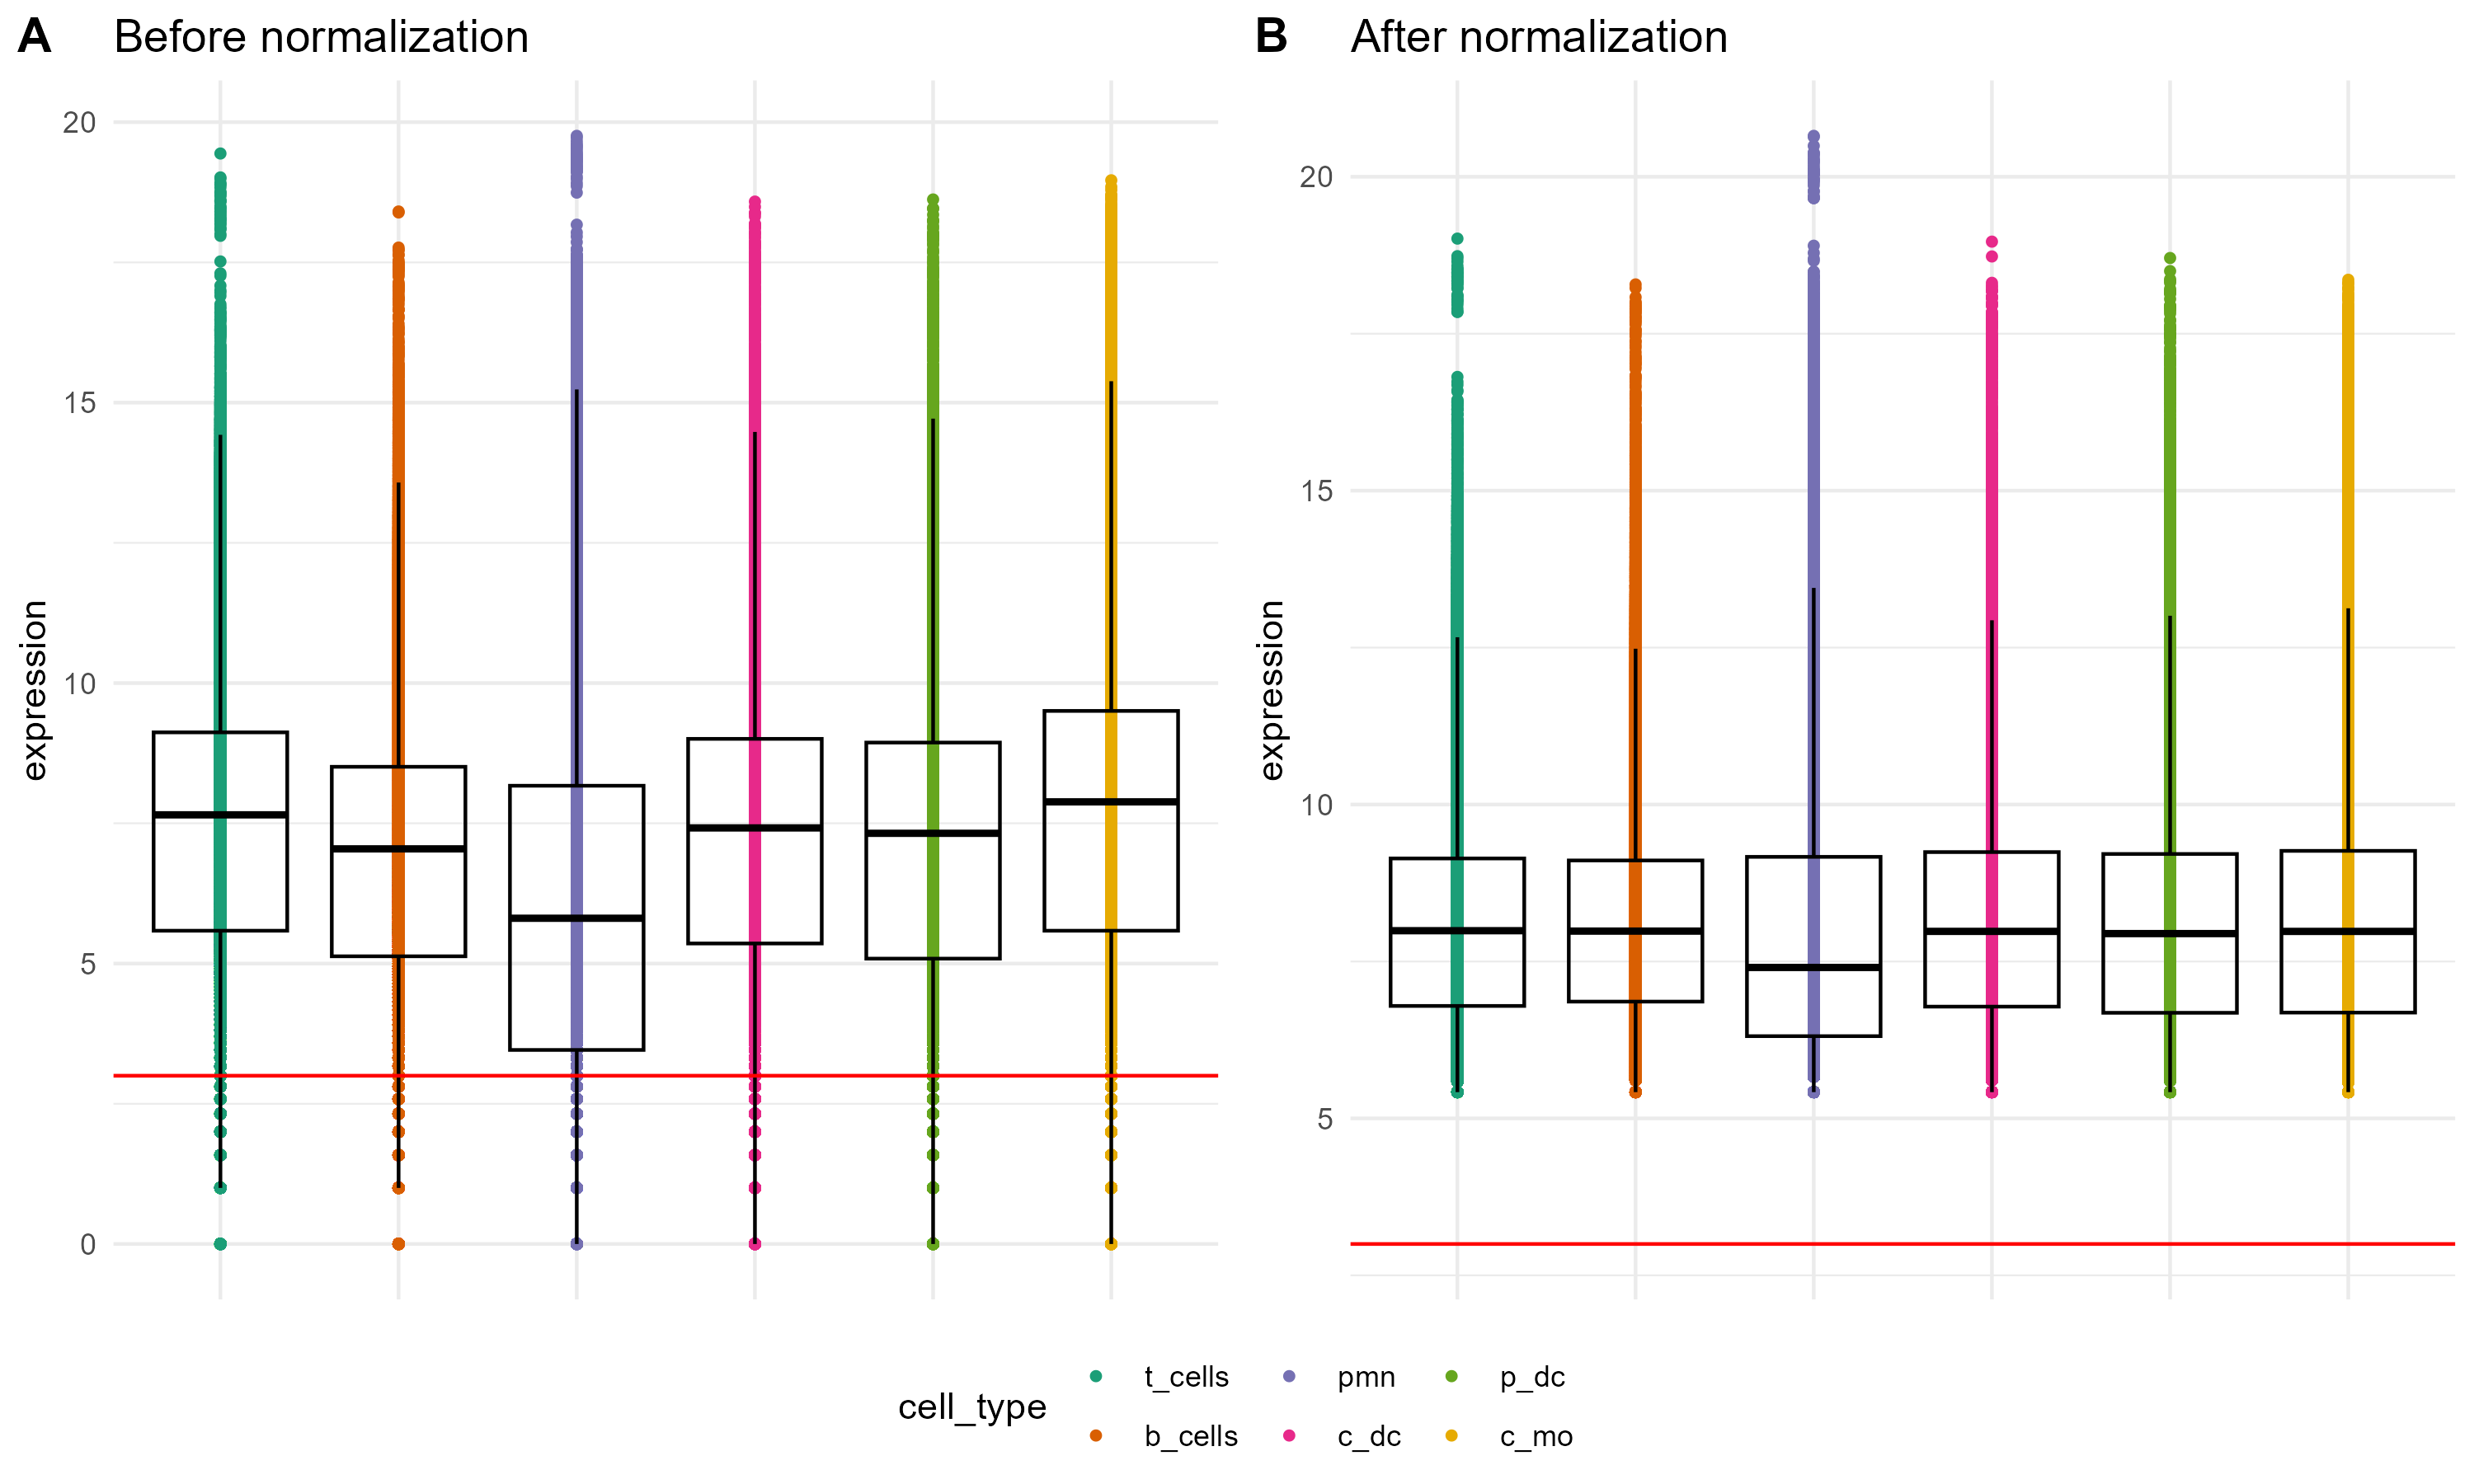 A Before normalization
20
15
10
5
0
expression
B After normalization
20
15
10
5
expression
cell_type
t_cells pmn p_dc
b_cells c_dc c_mo